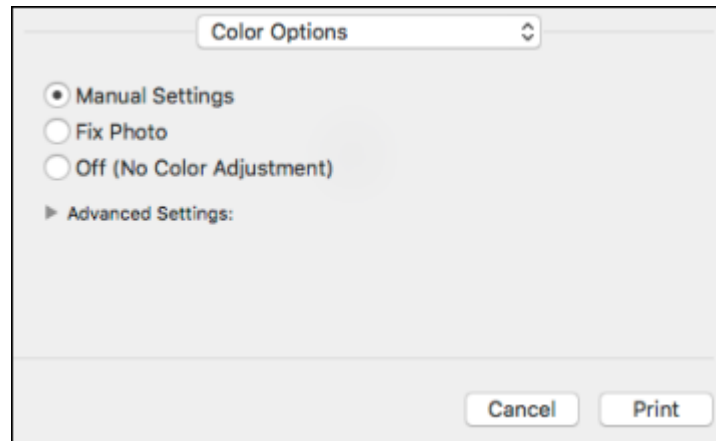 Color Options
Manual Settings
Fix Photo
Off (No Color Adjustment)
Advanced Settings:
Cancel Print